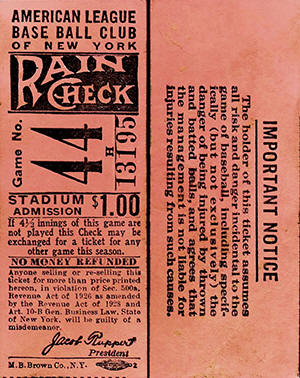 AMERICAN LEAGUE
BASE BALL CLUB
OF NEW YORK
RAIN
CHECK
Game No.
44
H
13195
STADIUM
ADMISSION $1.00
If 4½ innings of this game are
not played this Check may be
exchanged for a ticket for any
other game this season.
NO MONEY REFUNDED
Anyone selling or re-selling this
ticket for more than price printed
hereon, in violation of Sec. 500a,
Revenue Act of 1926 as amended
by the Revenue Act of 1928 and
Art. 10-B Gen. Business Law, State
of New York, will be guilty of a
misdemeanor.
Jacob Ruppert
President
M.B. Brown Co., N.Y. 2
IMPORTANT NOTICE
The holder of this ticket assumes
all risk and danger incidental to the
game of baseball, including specif-
ically (but not exclusively) the
danger of being injured by thrown
and batted balls, and agrees that
the management is not liable for
injuries resulting from such causes.